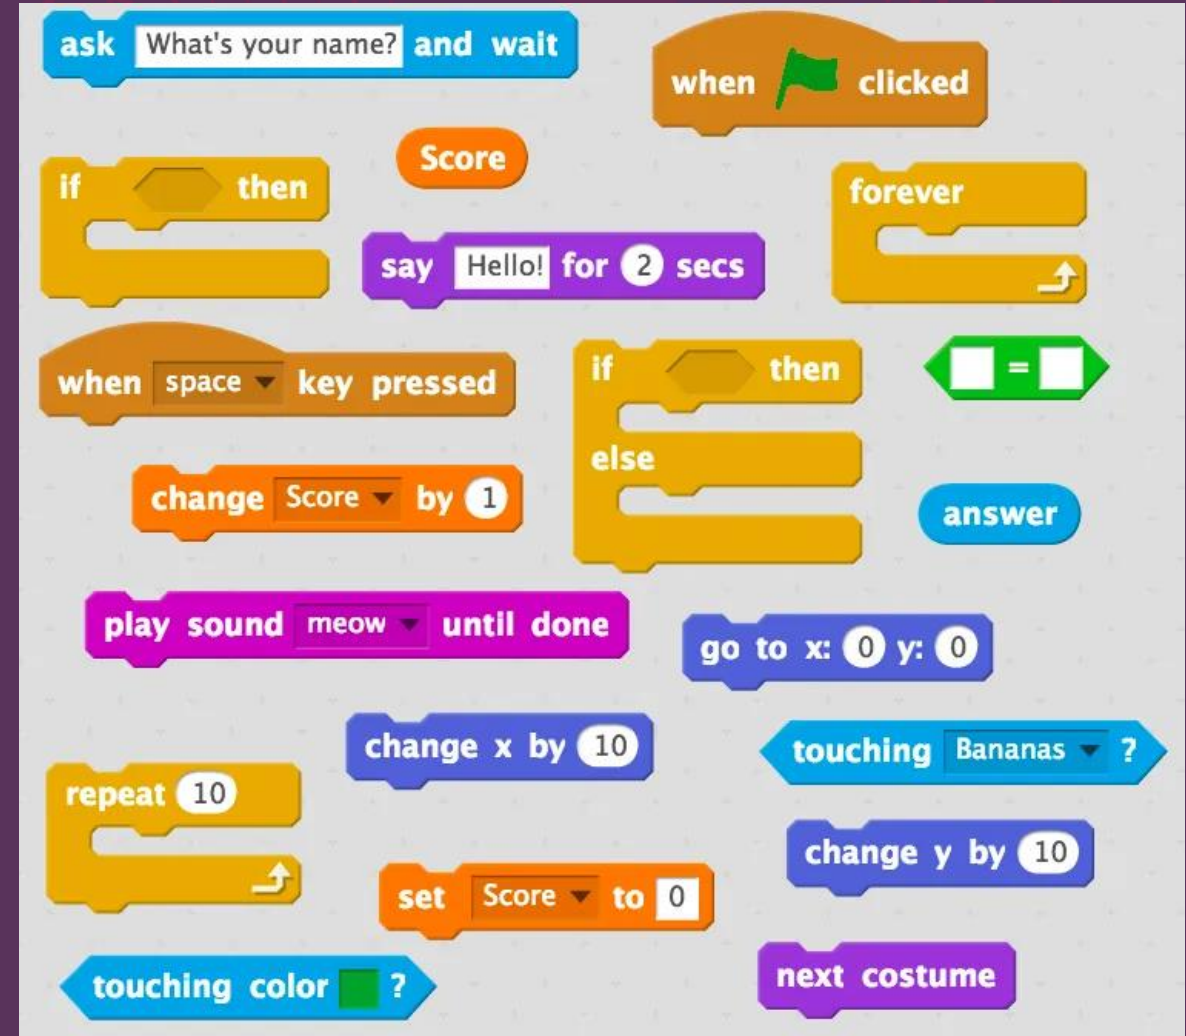 ask What's your name? and wait
when clicked
Score
if then
forever
say Hello! for 2 secs
when space key pressed
if then
=
else
change Score by 1
answer
play sound meow until done
go to x: 0 y: 0
change x by 10
touching Bananas ?
repeat 10
change y by 10
set Score to 0
touching color ?
next costume